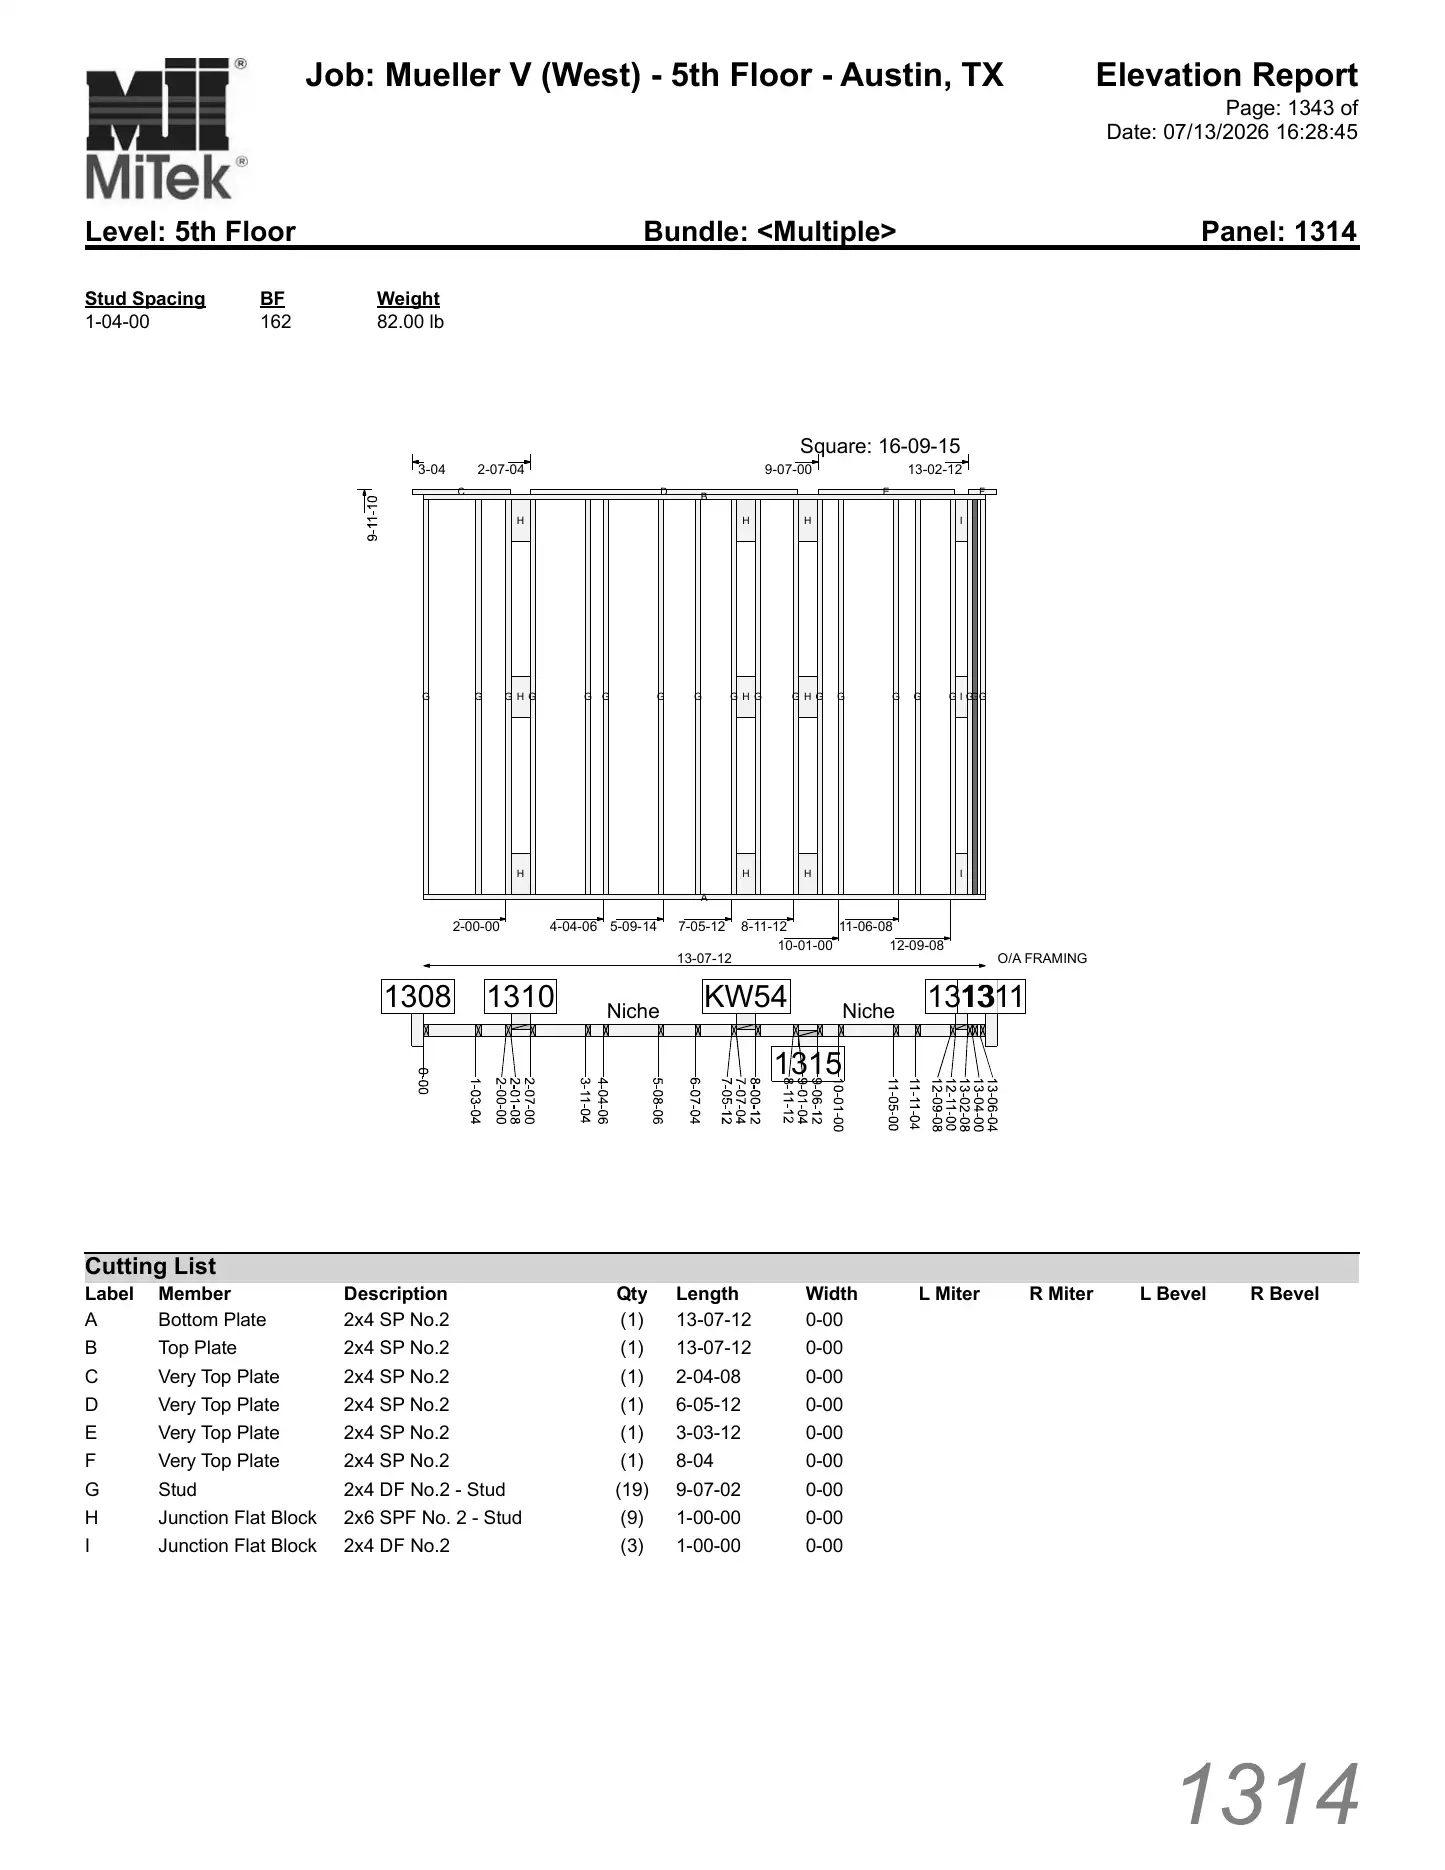 Job: Mueller V (West) - 5th Floor - Austin, TX
Elevation Report
Page: 1343 of
Date: 07/13/2026 16:28:45
MiTek®
Level: 5th Floor
Bundle: <Multiple>
Panel: 1314
Stud Spacing BF Weight
1-04-00 162 82.00 lb
Square: 16-09-15
3-04 2-07-04 9-07-00 13-02-12
C D B E F
9-11-10
H H H I
G G G H G G G G G G H G G H G G G G G I G G G
H H H I
A
2-00-00 4-04-06 5-09-14 7-05-12 8-11-12 11-06-08
10-01-00 12-09-08
13-07-12 O/A FRAMING
1308 1310 Niche KW54 Niche 1311
1315
0-00 1-03-04 2-00-00 2-01-08 2-07-00 3-11-04 4-04-06 5-08-06 6-07-04 7-05-12 7-07-04 8-00-12 8-11-12 9-01-04 9-06-12 10-01-00 11-05-00 11-11-04 12-09-08 12-11-00 13-02-08 13-04-00 13-06-04
Cutting List
Label Member Description Qty Length Width L Miter R Miter L Bevel R Bevel
A Bottom Plate 2x4 SP No.2 (1) 13-07-12 0-00
B Top Plate 2x4 SP No.2 (1) 13-07-12 0-00
C Very Top Plate 2x4 SP No.2 (1) 2-04-08 0-00
D Very Top Plate 2x4 SP No.2 (1) 6-05-12 0-00
E Very Top Plate 2x4 SP No.2 (1) 3-03-12 0-00
F Very Top Plate 2x4 SP No.2 (1) 8-04 0-00
G Stud 2x4 DF No.2 - Stud (19) 9-07-02 0-00
H Junction Flat Block 2x6 SPF No. 2 - Stud (9) 1-00-00 0-00
I Junction Flat Block 2x4 DF No.2 (3) 1-00-00 0-00
1314